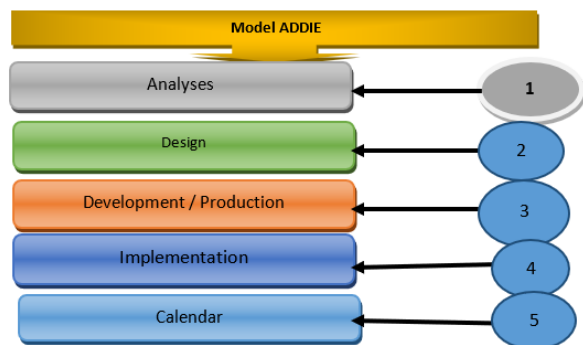 Model ADDIE
Analyses
1
Design
2
Development / Production
3
Implementation
4
Calendar
5